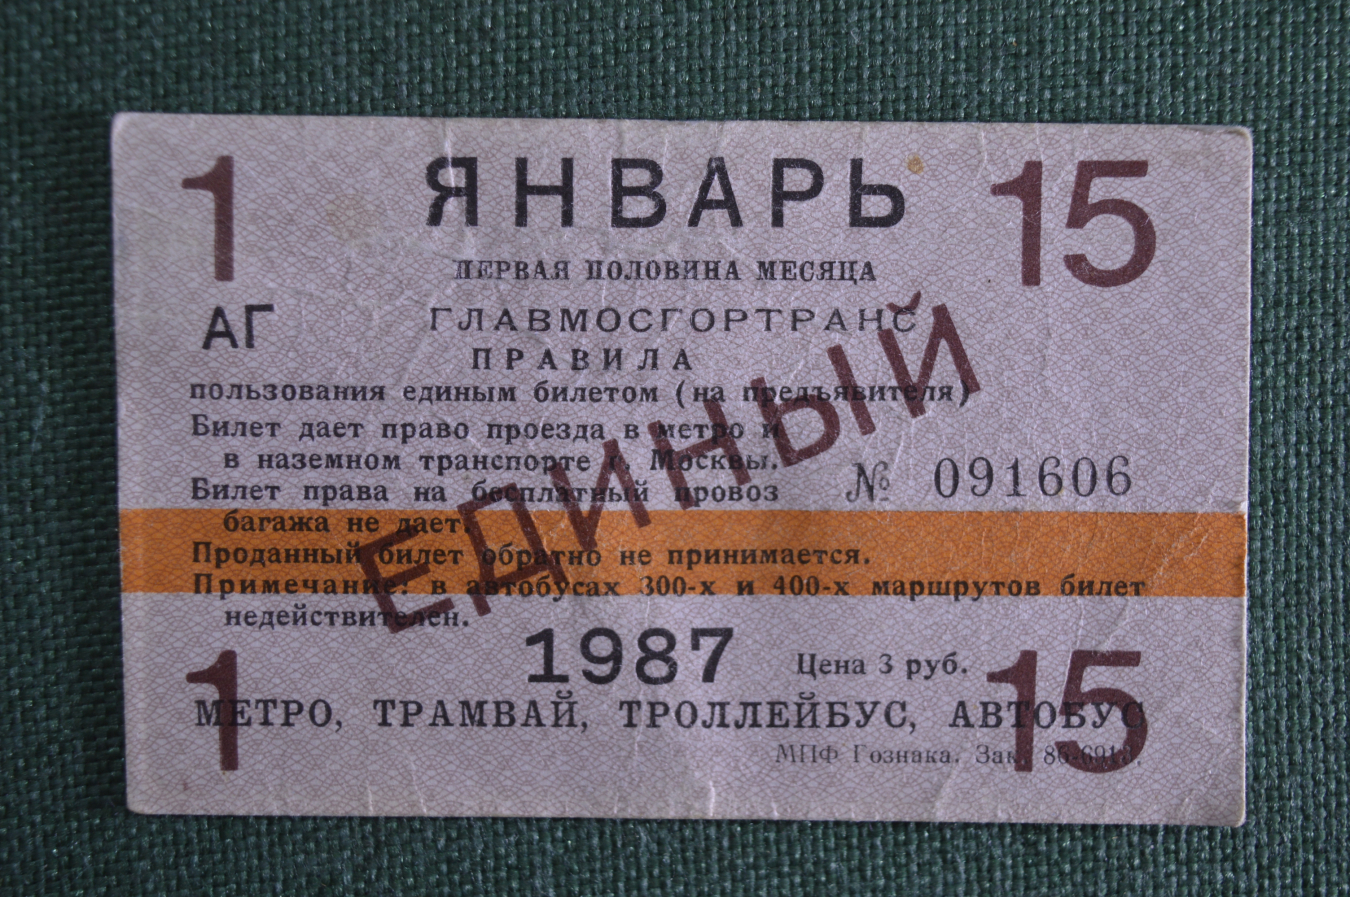 1 ЯНВАРЬ 15
ПЕРВАЯ ПОЛОВИНА МЕСЯЦА
АГ ГЛАВМОСГОРТРАНС
ПРАВИЛА
пользования единым билетом (на предъявителя)
Билет дает право проезда в метро и
в наземном транспорте г. Москвы.
№ 091606
Билет права на бесплатный провоз
багажа не дает.
Проданный билет обратно не принимается.
Примечание: в автобусах 300-х и 400-х маршрутов билет
недействителен.
ЕДИНЫЙ
1987 Цена 3 руб.
1 15
МЕТРО, ТРАМВАЙ, ТРОЛЛЕЙБУС, АВТОБУС
МПФ Гознака. Зак.